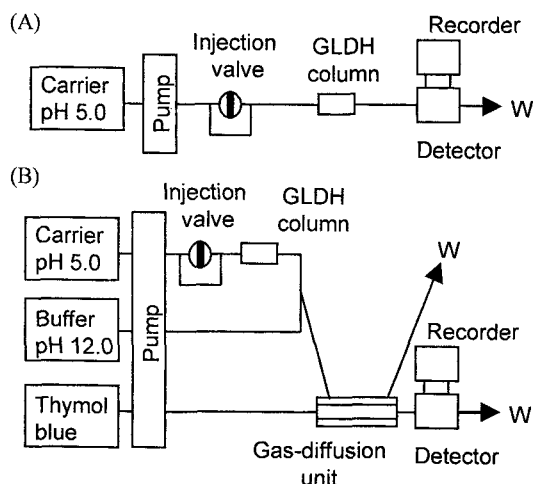 (A)
Carrier
pH 5.0
Pump
Injection
valve
GLDH
column
Recorder
Detector
W
(B)
Carrier
pH 5.0
Buffer
pH 12.0
Thymol
blue
Pump
Injection
valve
GLDH
column
W
Gas-diffusion
unit
Recorder
Detector
W